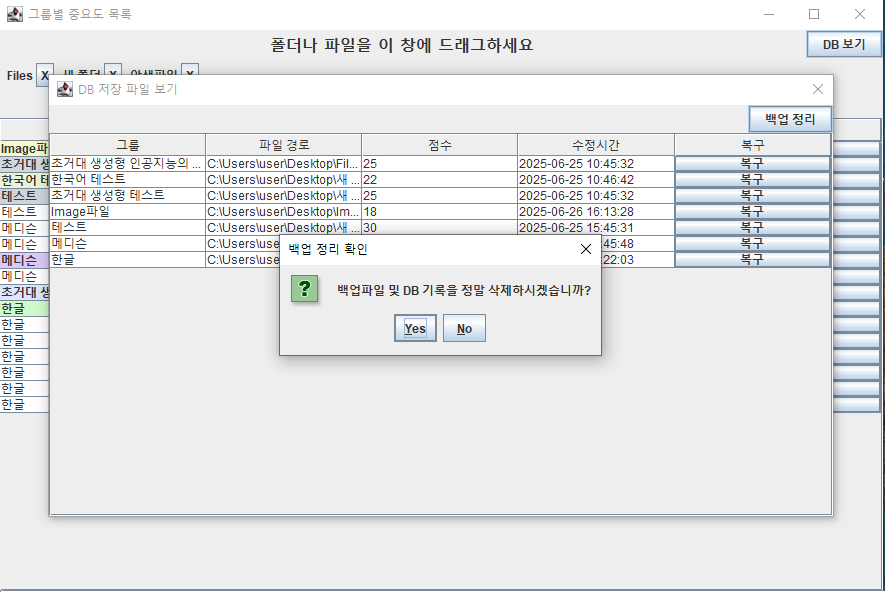 그룹별 중요도 목록
폴더나 파일을 이 창에 드래그하세요
DB 보기
Files X
DB 저장 파일 보기
백업 정리
그룹 파일 경로 점수 수정시간 복구
초거대 생성형 인공지능의 ... C:\Users\user\Desktop\Fil... 25 2025-06-25 10:45:32 복구
한국어 테스트 C:\Users\user\Desktop\새 ... 22 2025-06-25 10:46:42 복구
초거대 생성형 테스트 C:\Users\user\Desktop\새 ... 25 2025-06-25 10:45:32 복구
Image파일 C:\Users\user\Desktop\Im... 18 2025-06-26 16:13:28 복구
테스트 C:\Users\user\Desktop\새 ... 30 2025-06-25 15:45:31 복구
메디슨 C:\Users\use :45:48 복구
한글 C:\Users\use :22:03 복구
백업 정리 확인
백업파일 및 DB 기록을 정말 삭제하시겠습니까?
Yes No
Image파
초거대 생
한국어 테
테스트
테스트
메디슨
메디슨
메디슨
메디슨
초거대 생
한글
한글
한글
한글
한글
한글
한글